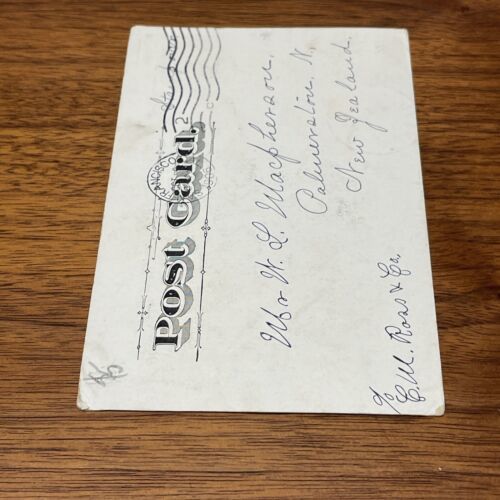 Post Card.
Mr W. L. Macpherson.
Palmerston. N.
New Zealand.
c/o C. M. Ross & Co.